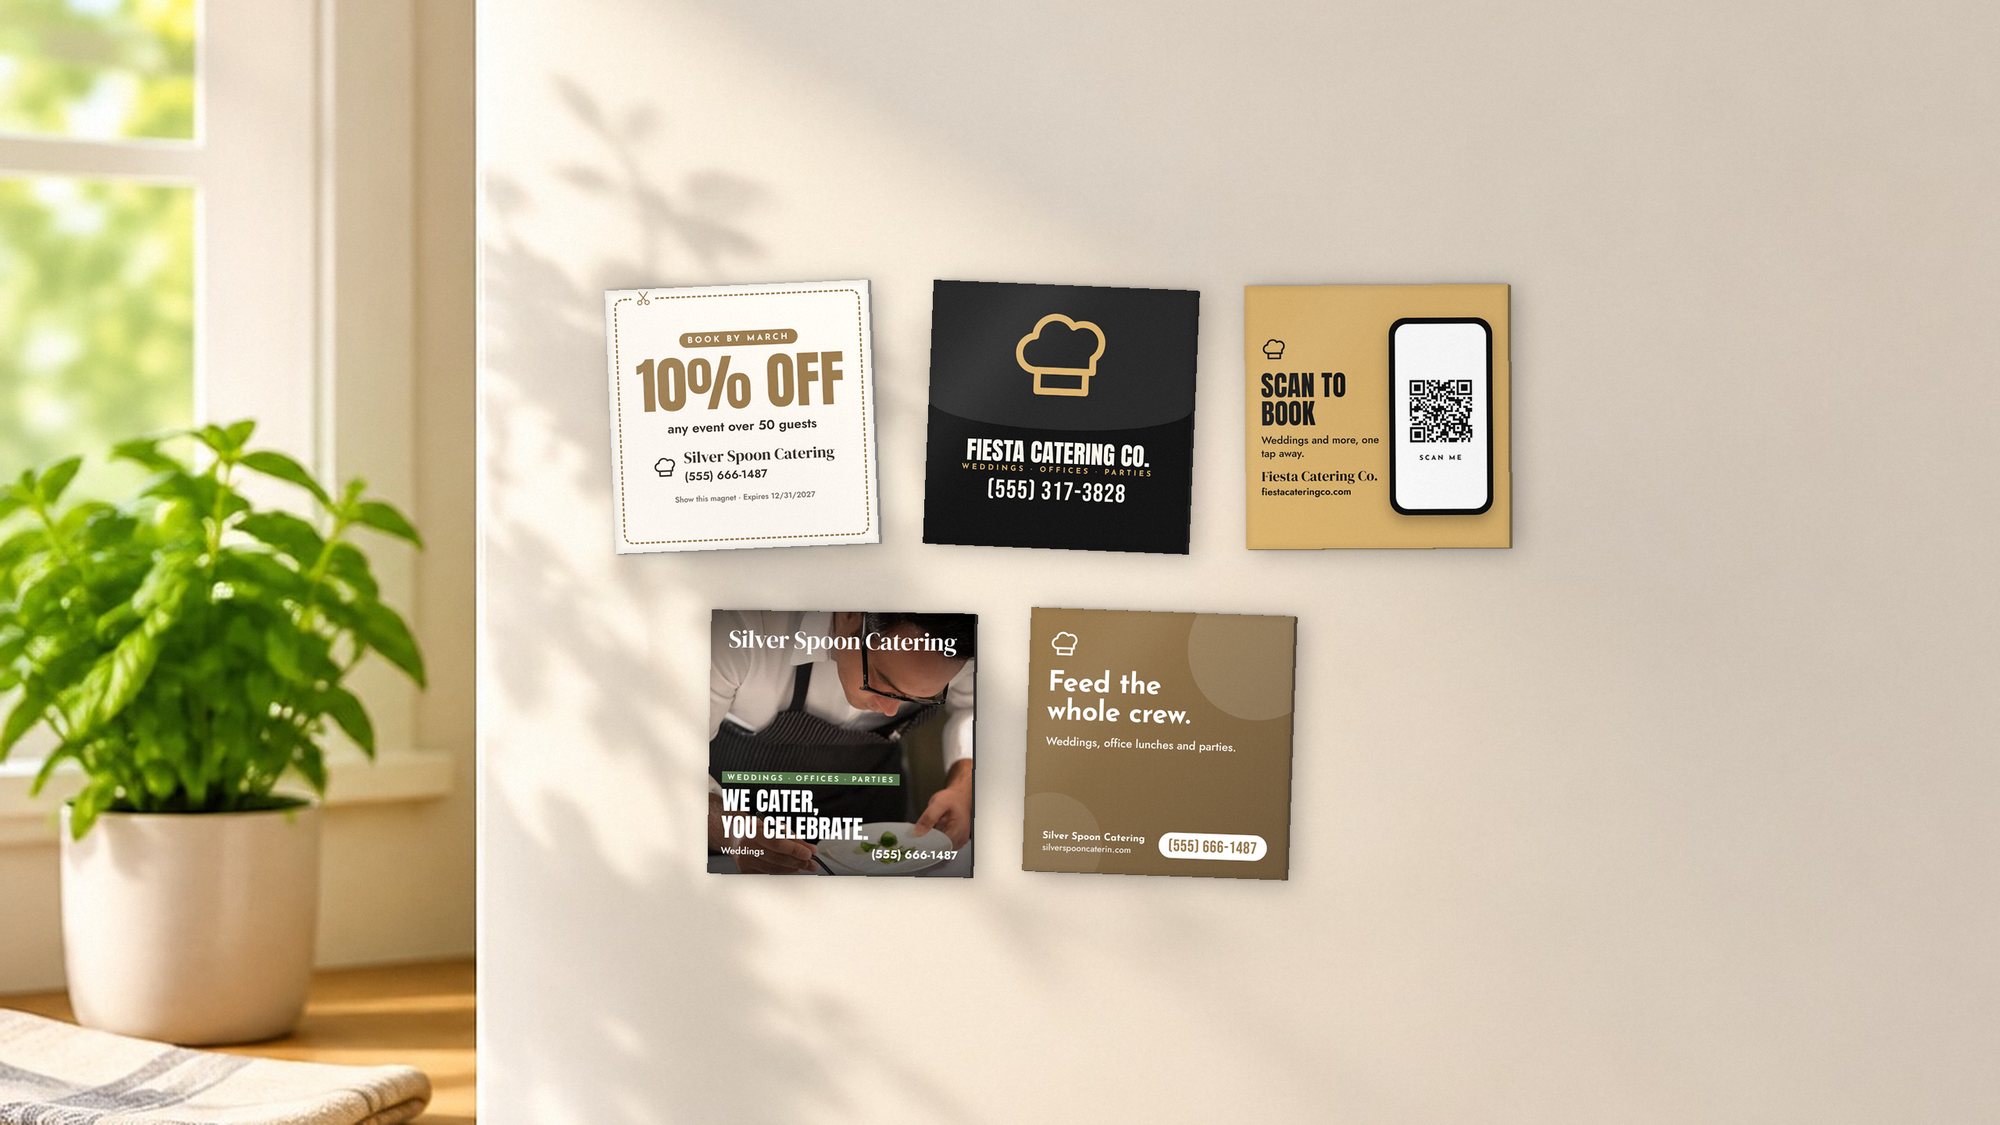 BOOK BY MARCH
10% OFF
any event over 50 guests
Silver Spoon Catering
(555) 666-1487
Show this magnet · Expires 12/31/2027
FIESTA CATERING CO.
WEDDINGS · OFFICES · PARTIES
(555) 317-3828
SCAN TO
BOOK
Weddings and more, one
tap away.
Fiesta Catering Co.
fiestacateringco.com
SCAN ME
Silver Spoon Catering
WEDDINGS · OFFICES · PARTIES
WE CATER,
YOU CELEBRATE.
Weddings
(555) 666-1487
Feed the
whole crew.
Weddings, office lunches and parties.
Silver Spoon Catering
silverspooncaterin.com
(555) 666-1487